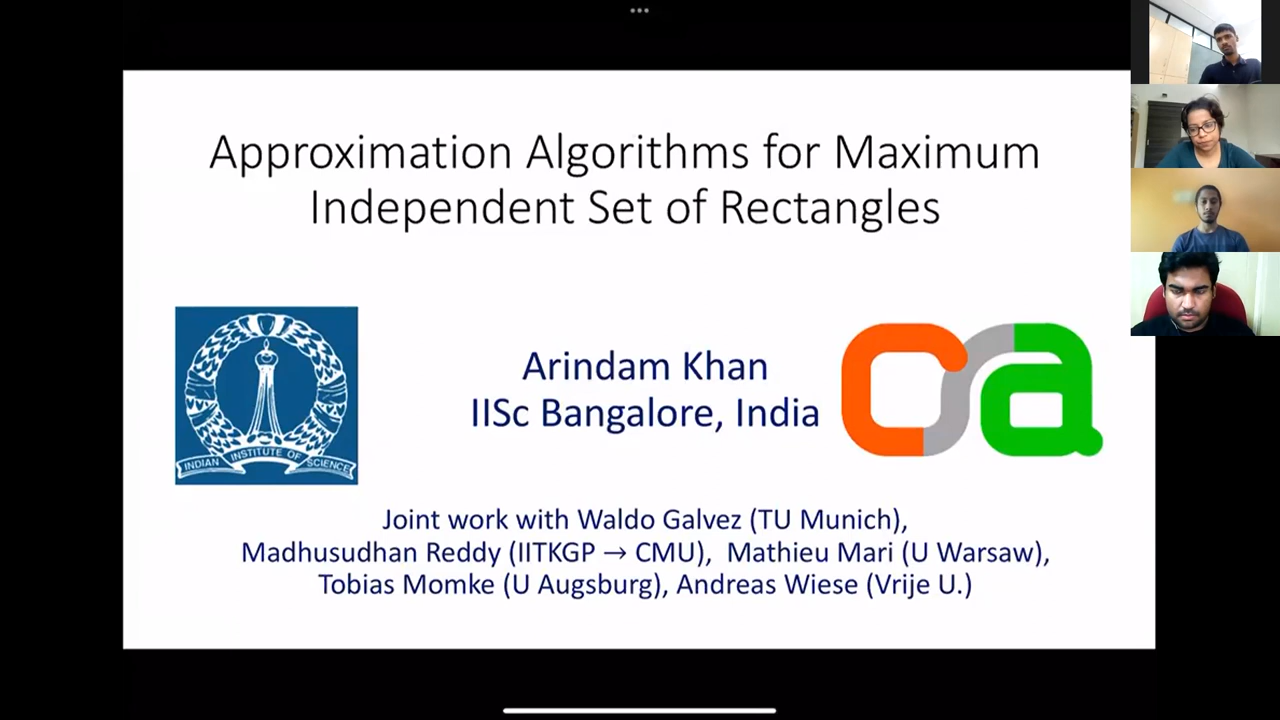 Approximation Algorithms for Maximum
Independent Set of Rectangles
INDIAN INSTITUTE OF SCIENCE
Arindam Khan
IISc Bangalore, India
ca
Joint work with Waldo Galvez (TU Munich),
Madhusudhan Reddy (IITKGP → CMU), Mathieu Mari (U Warsaw),
Tobias Momke (U Augsburg), Andreas Wiese (Vrije U.)